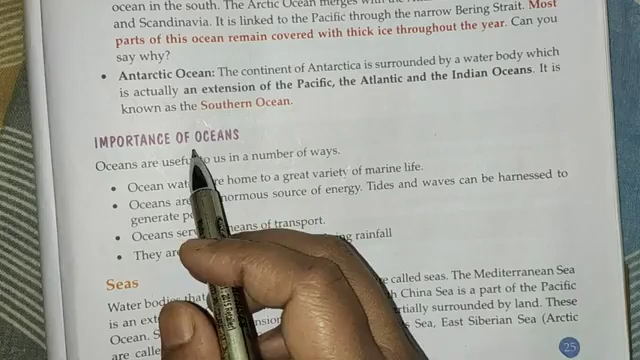 ocean in the south. The Arctic Ocean merges with the
and Scandinavia. It is linked to the Pacific through the narrow Bering Strait. Most
parts of this ocean remain covered with thick ice throughout the year. Can you
say why?
• Antarctic Ocean: The continent of Antarctica is surrounded by a water body which
is actually an extension of the Pacific, the Atlantic and the Indian Oceans. It is
known as the Southern Ocean.
IMPORTANCE OF OCEANS
Oceans are useful to us in a number of ways.
• Ocean are home to a great variety of marine life.
• Oceans are enormous source of energy. Tides and waves can be harnessed to
generate
• Oceans means of transport.
• They are rainfall
Seas
Water bodies that called seas. The Mediterranean Sea
is an China Sea is a part of the Pacific
Ocean. surrounded by land. These
are called Sea, East Siberian Sea (Arctic
25